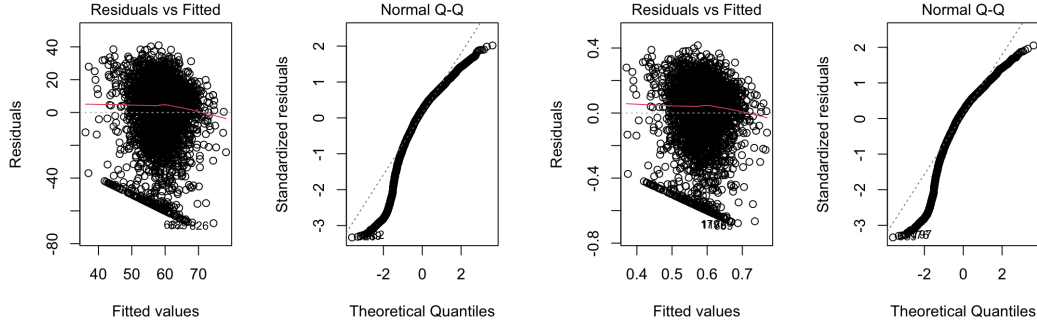 Residuals vs Fitted
Residuals
40
20
0
-40
-80
40 50 60 70
Fitted values
Normal Q-Q
Standardized residuals
2
1
0
-1
-2
-3
-2 0 2
Theoretical Quantiles
Residuals vs Fitted
Residuals
0.4
0.0
-0.4
-0.8
0.4 0.5 0.6 0.7
Fitted values
Normal Q-Q
Standardized residuals
2
1
0
-1
-2
-3
-2 0 2
Theoretical Quantiles